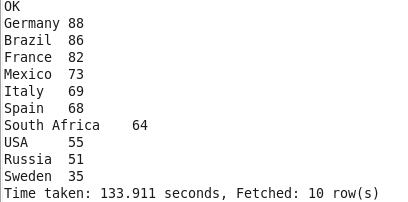 OK
Germany 88
Brazil  86
France  82
Mexico  73
Italy   69
Spain   68
South Africa    64
USA     55
Russia  51
Sweden  35
Time taken: 133.911 seconds, Fetched: 10 row(s)